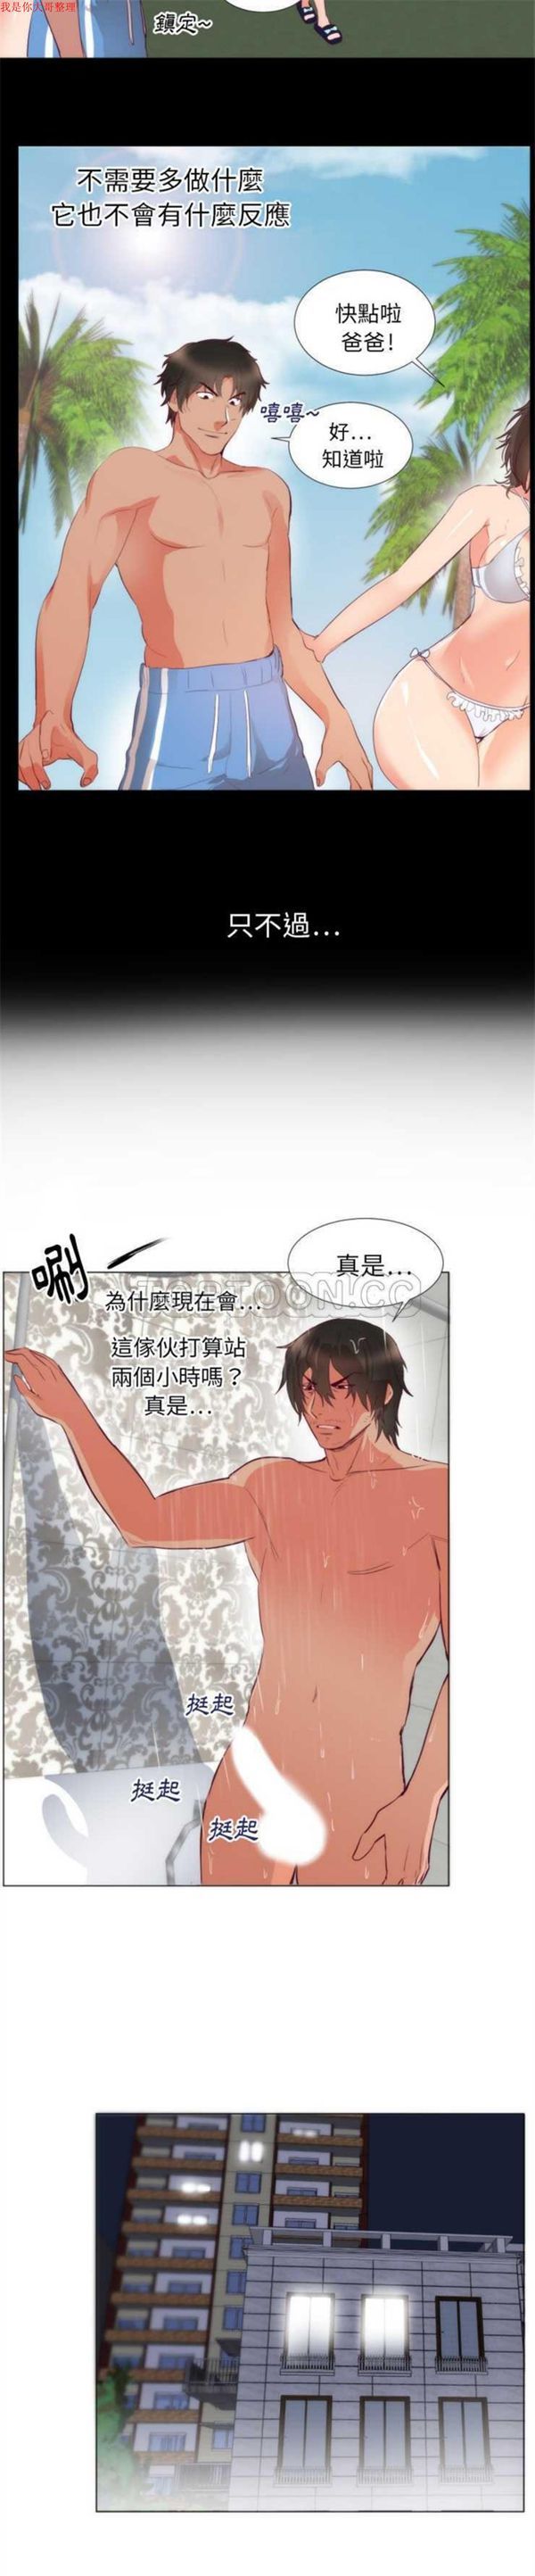 我是你大哥整理
鎮定~
不需要多做什麼
它也不會有什麼反應
快點啦
爸爸!
嘻嘻~
好...
知道啦
只不過...
唰
真是...
TOPTOON.CC
為什麼現在會...
這傢伙打算站
兩個小時嗎？
真是...
挺起
挺起
挺起